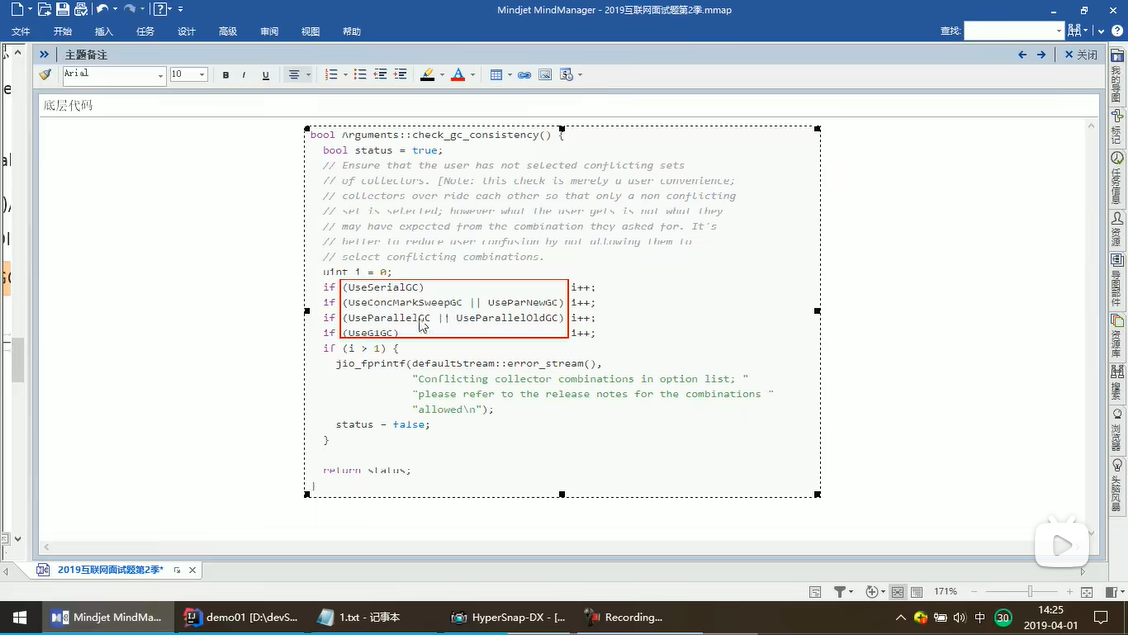 Mindjet MindManager - 2019互联网面试题第2季.mmap
文件 开始 插入 任务 设计 高级 审阅 视图 帮助 查找:
主题备注 关闭
Arial 10 B I U A
底层代码
bool Arguments::check_gc_consistency() {
bool status = true;
// Ensure that the user has not selected conflicting sets
// of collectors. [Note: this check is merely a user convenience;
// collectors over ride each other so that only a non conflicting
// set is selected; however what the user gets is not what they
// may have expected from the combination they asked for. It's
// better to reduce user confusion by not allowing them to
// select conflicting combinations.
uint i = 0;
if (UseSerialGC) i++;
if (UseConcMarkSweepGC || UseParNewGC) i++;
if (UseParallelGC || UseParallelOldGC) i++;
if (UseG1GC) i++;
if (i > 1) {
jio_fprintf(defaultStream::error_stream(),
"Conflicting collector combinations in option list; "
"please refer to the release notes for the combinations "
"allowed\n");
status = false;
}
return status;
}
我的导图
标记
任务信息
资源
导图部件
资源库
搜索
浏览器
头脑风暴
2019互联网面试题第2季*
171%
Mindjet MindMa... demo01 [D:\devS... 1.txt - 记事本 HyperSnap-DX - [... Recording...
中 30 14:25
2019-04-01